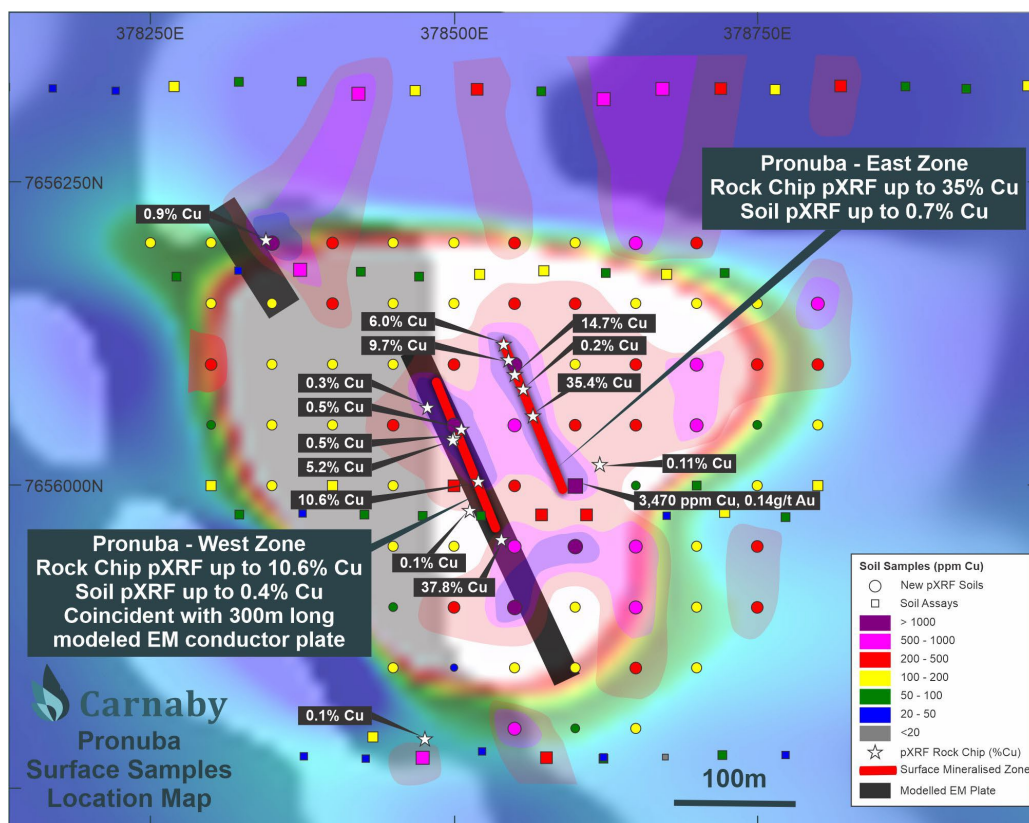 378250E
378500E
378750E
7656250N
7656000N
Pronuba - East Zone
Rock Chip pXRF up to 35% Cu
Soil pXRF up to 0.7% Cu
0.9% Cu
6.0% Cu
14.7% Cu
9.7% Cu
0.2% Cu
0.3% Cu
35.4% Cu
0.5% Cu
0.5% Cu
5.2% Cu
0.11% Cu
10.6% Cu
3,470 ppm Cu, 0.14g/t Au
Pronuba - West Zone
Rock Chip pXRF up to 10.6% Cu
Soil pXRF up to 0.4% Cu
Coincident with 300m long
modeled EM conductor plate
0.1% Cu
37.8% Cu
0.1% Cu
Carnaby
Pronuba
Surface Samples
Location Map
100m
Soil Samples (ppm Cu)
New pXRF Soils
Soil Assays
> 1000
500 - 1000
200 - 500
100 - 200
50 - 100
20 - 50
<20
pXRF Rock Chip (%Cu)
Surface Mineralised Zone
Modelled EM Plate